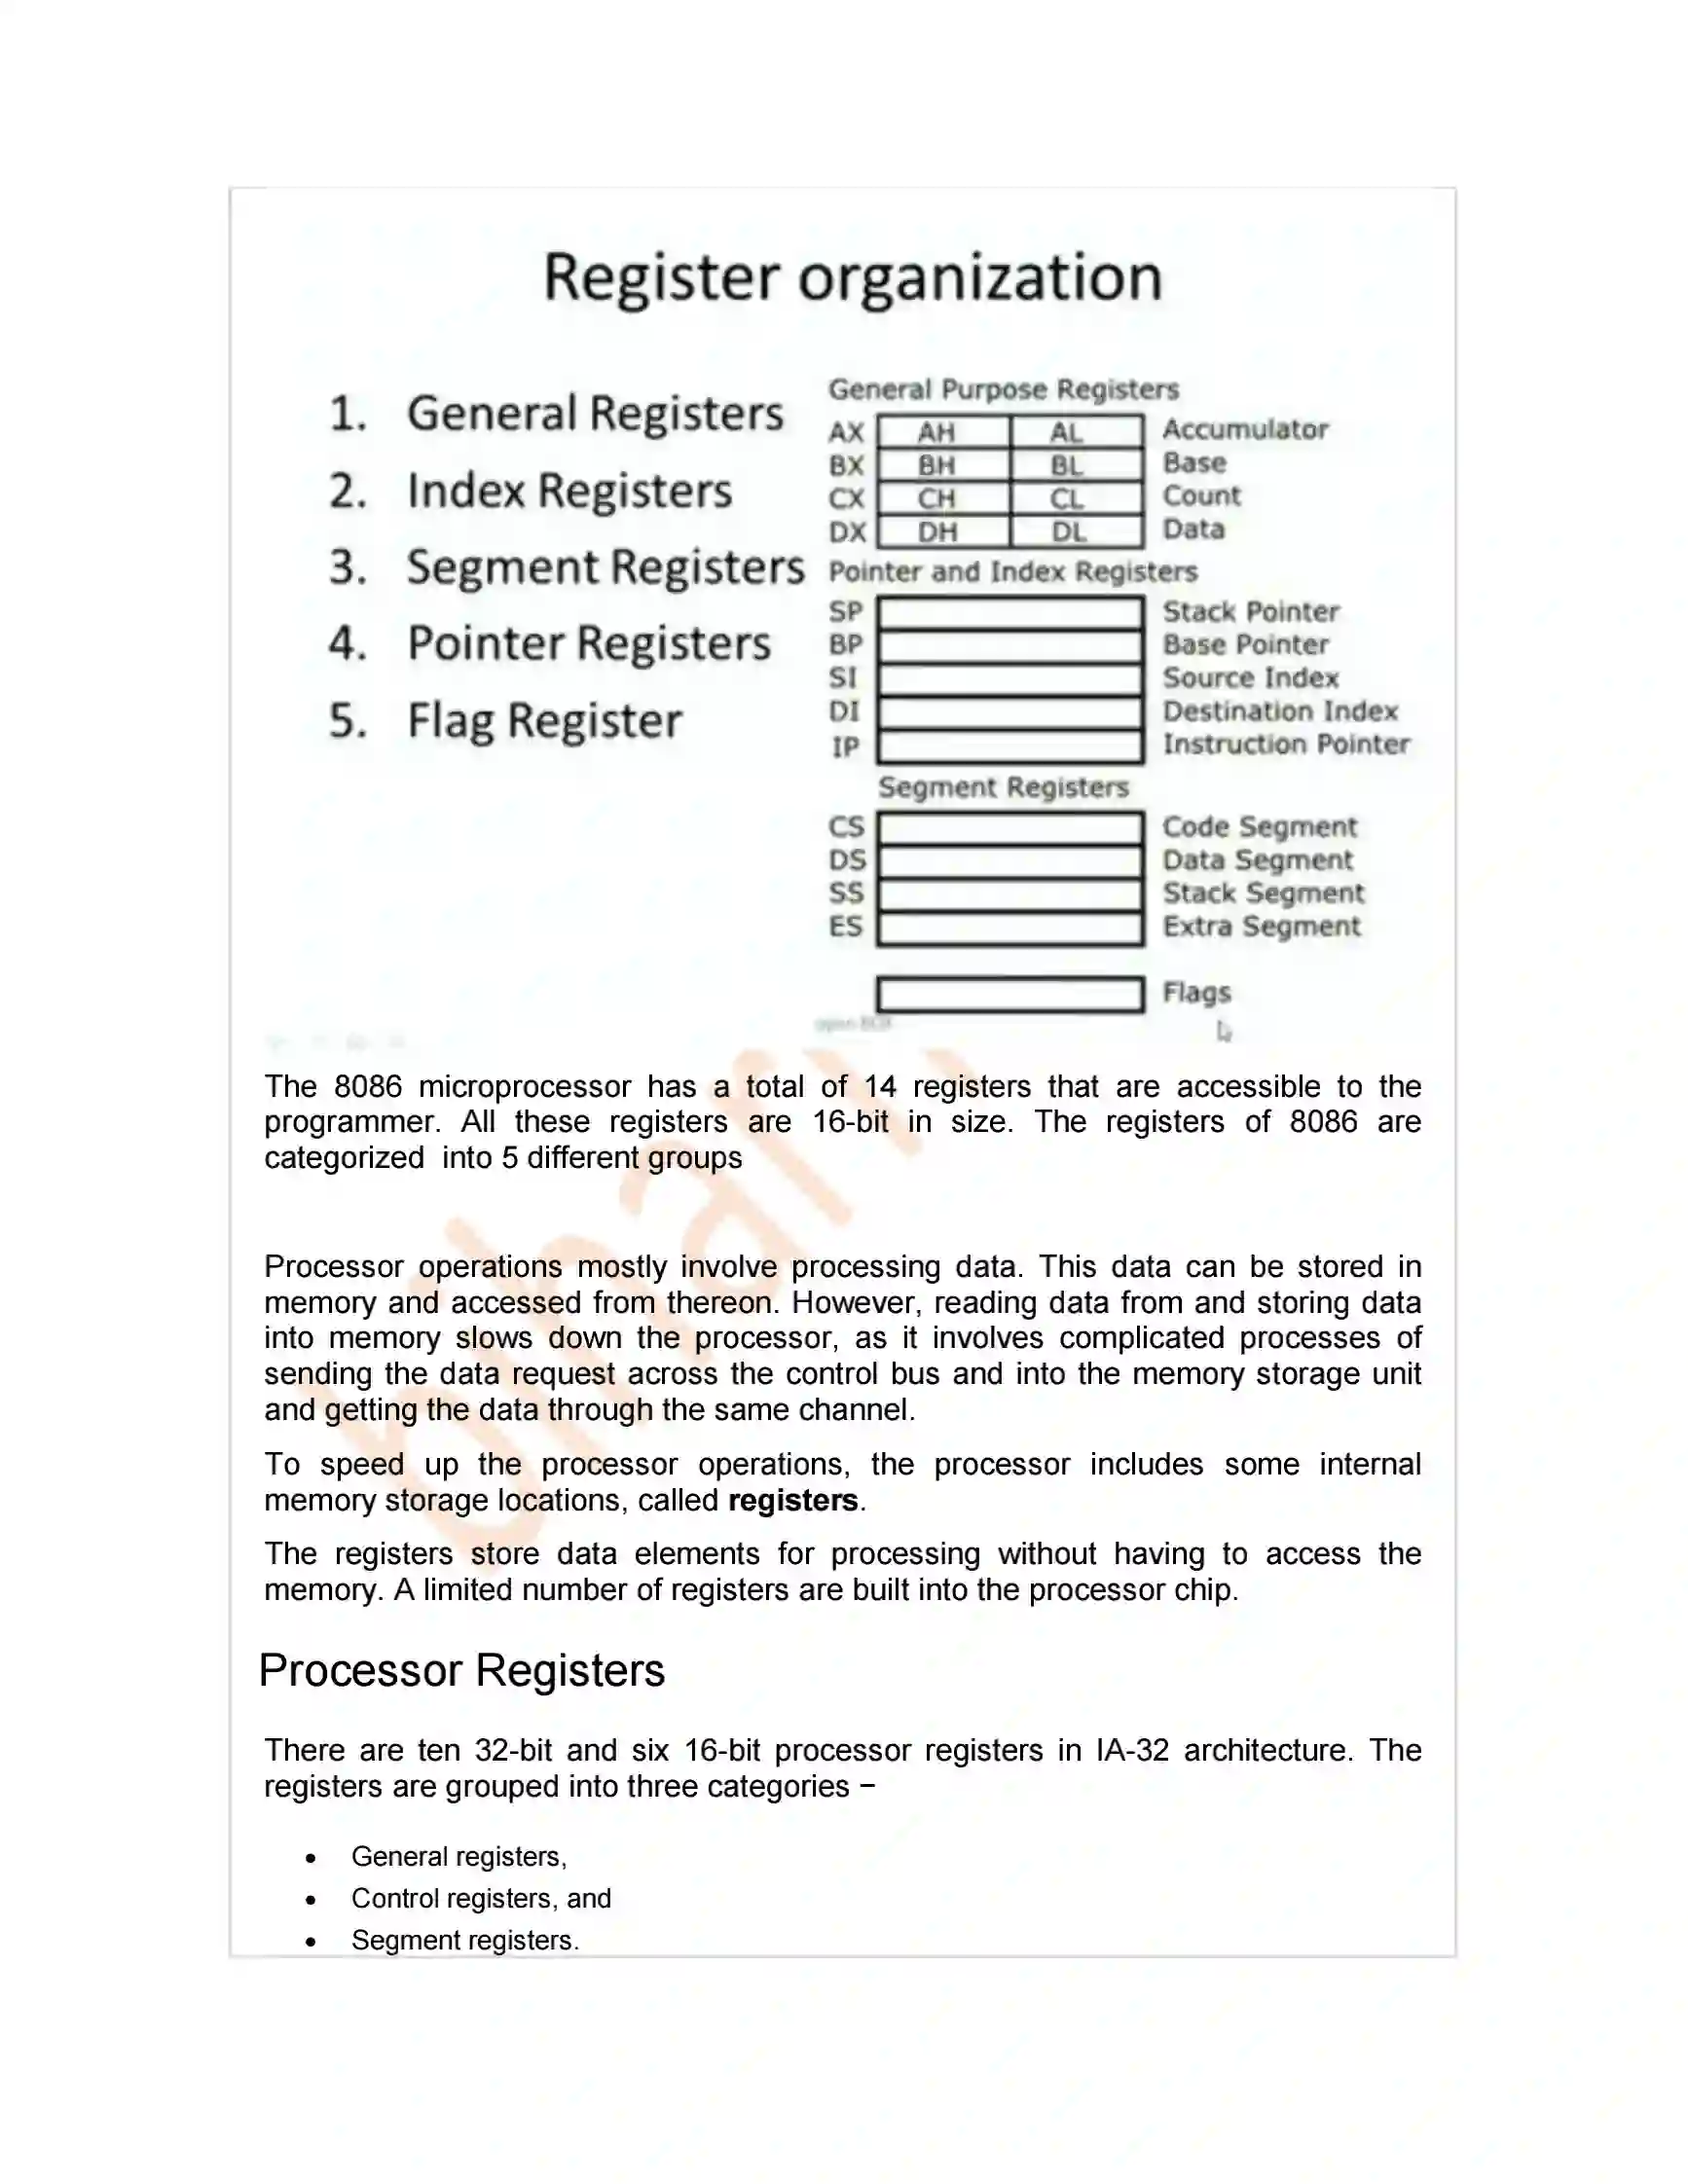 Register organization
1. General Registers
2. Index Registers
3. Segment Registers
4. Pointer Registers
5. Flag Register
General Purpose Registers
AX AH AL Accumulator
BX BH BL Base
CX CH CL Count
DX DH DL Data
Pointer and Index Registers
SP Stack Pointer
BP Base Pointer
SI Source Index
DI Destination Index
IP Instruction Pointer
Segment Registers
CS Code Segment
DS Data Segment
SS Stack Segment
ES Extra Segment
Flags
The 8086 microprocessor has a total of 14 registers that are accessible to the
programmer. All these registers are 16-bit in size. The registers of 8086 are
categorized into 5 different groups
Processor operations mostly involve processing data. This data can be stored in
memory and accessed from thereon. However, reading data from and storing data
into memory slows down the processor, as it involves complicated processes of
sending the data request across the control bus and into the memory storage unit
and getting the data through the same channel.
To speed up the processor operations, the processor includes some internal
memory storage locations, called registers.
The registers store data elements for processing without having to access the
memory. A limited number of registers are built into the processor chip.
Processor Registers
There are ten 32-bit and six 16-bit processor registers in IA-32 architecture. The
registers are grouped into three categories −
• General registers,
• Control registers, and
• Segment registers.